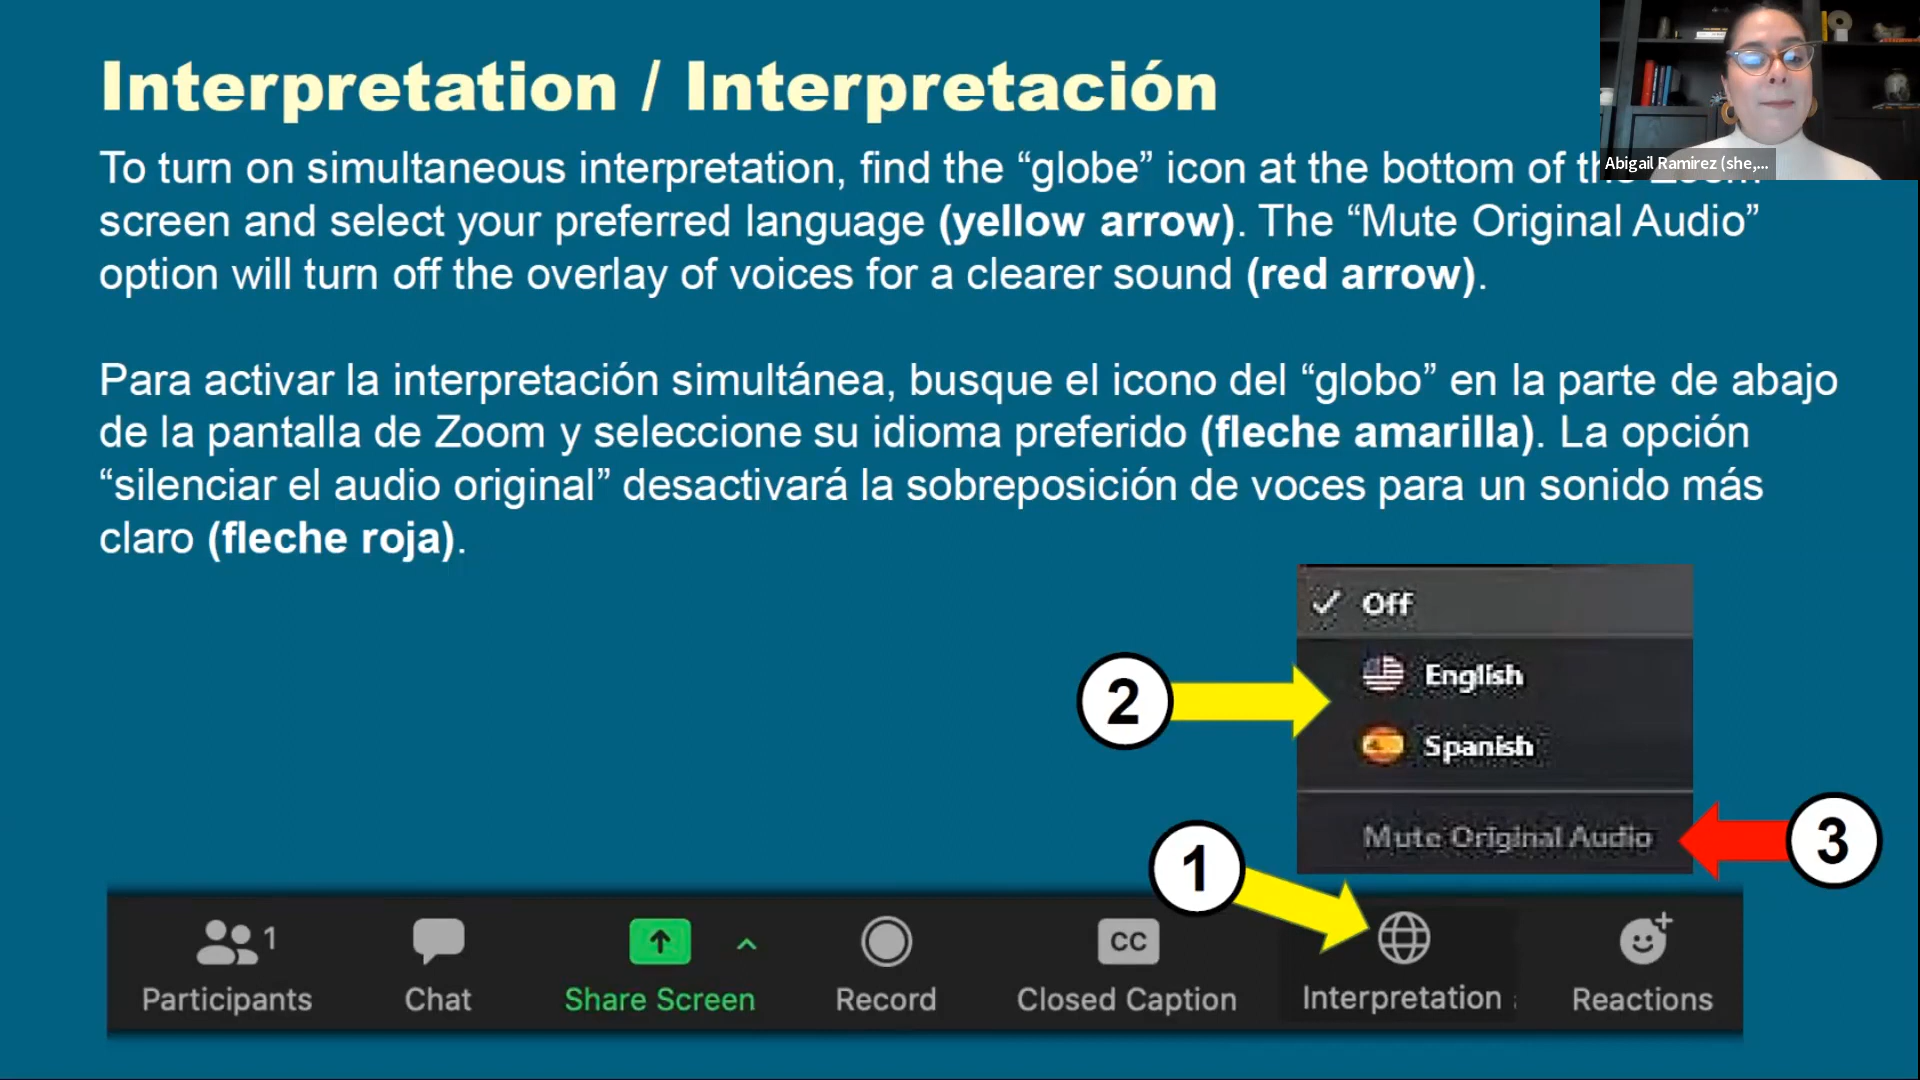 Interpretation / Interpretación
To turn on simultaneous interpretation, find the “globe” icon at the bottom of the Zoom
screen and select your preferred language (yellow arrow). The “Mute Original Audio”
option will turn off the overlay of voices for a clearer sound (red arrow).
Para activar la interpretación simultánea, busque el icono del “globo” en la parte de abajo
de la pantalla de Zoom y seleccione su idioma preferido (fleche amarilla). La opción
“silenciar el audio original” desactivará la sobreposición de voces para un sonido más
claro (fleche roja).
Abigail Ramirez (she,...
Off
English
2
Spanish
Mute Original Audio
3
1
1
CC
Participants
Chat
Share Screen
Record
Closed Caption
Interpretation
Reactions